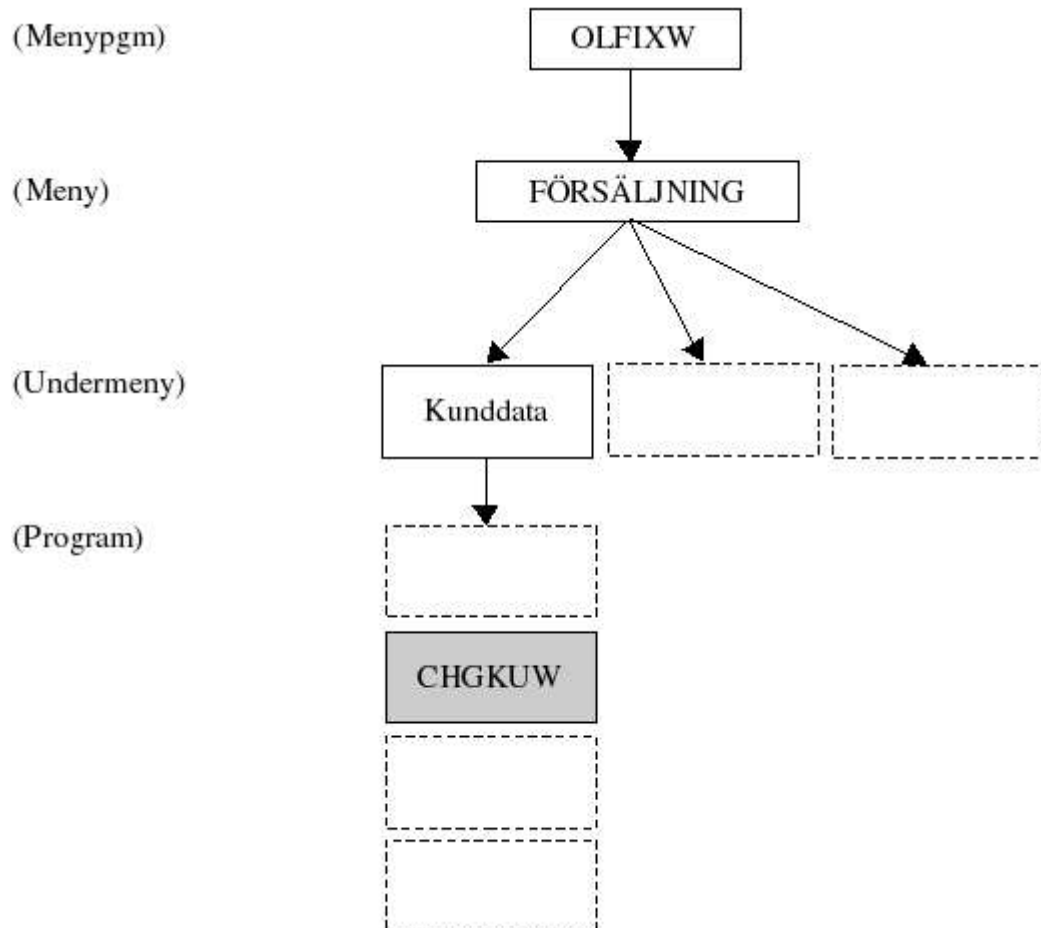 (Menypgm)
OLFIXW
(Meny)
FÖRSÄLJNING
(Undermeny)
Kunddata
(Program)
CHGKUW